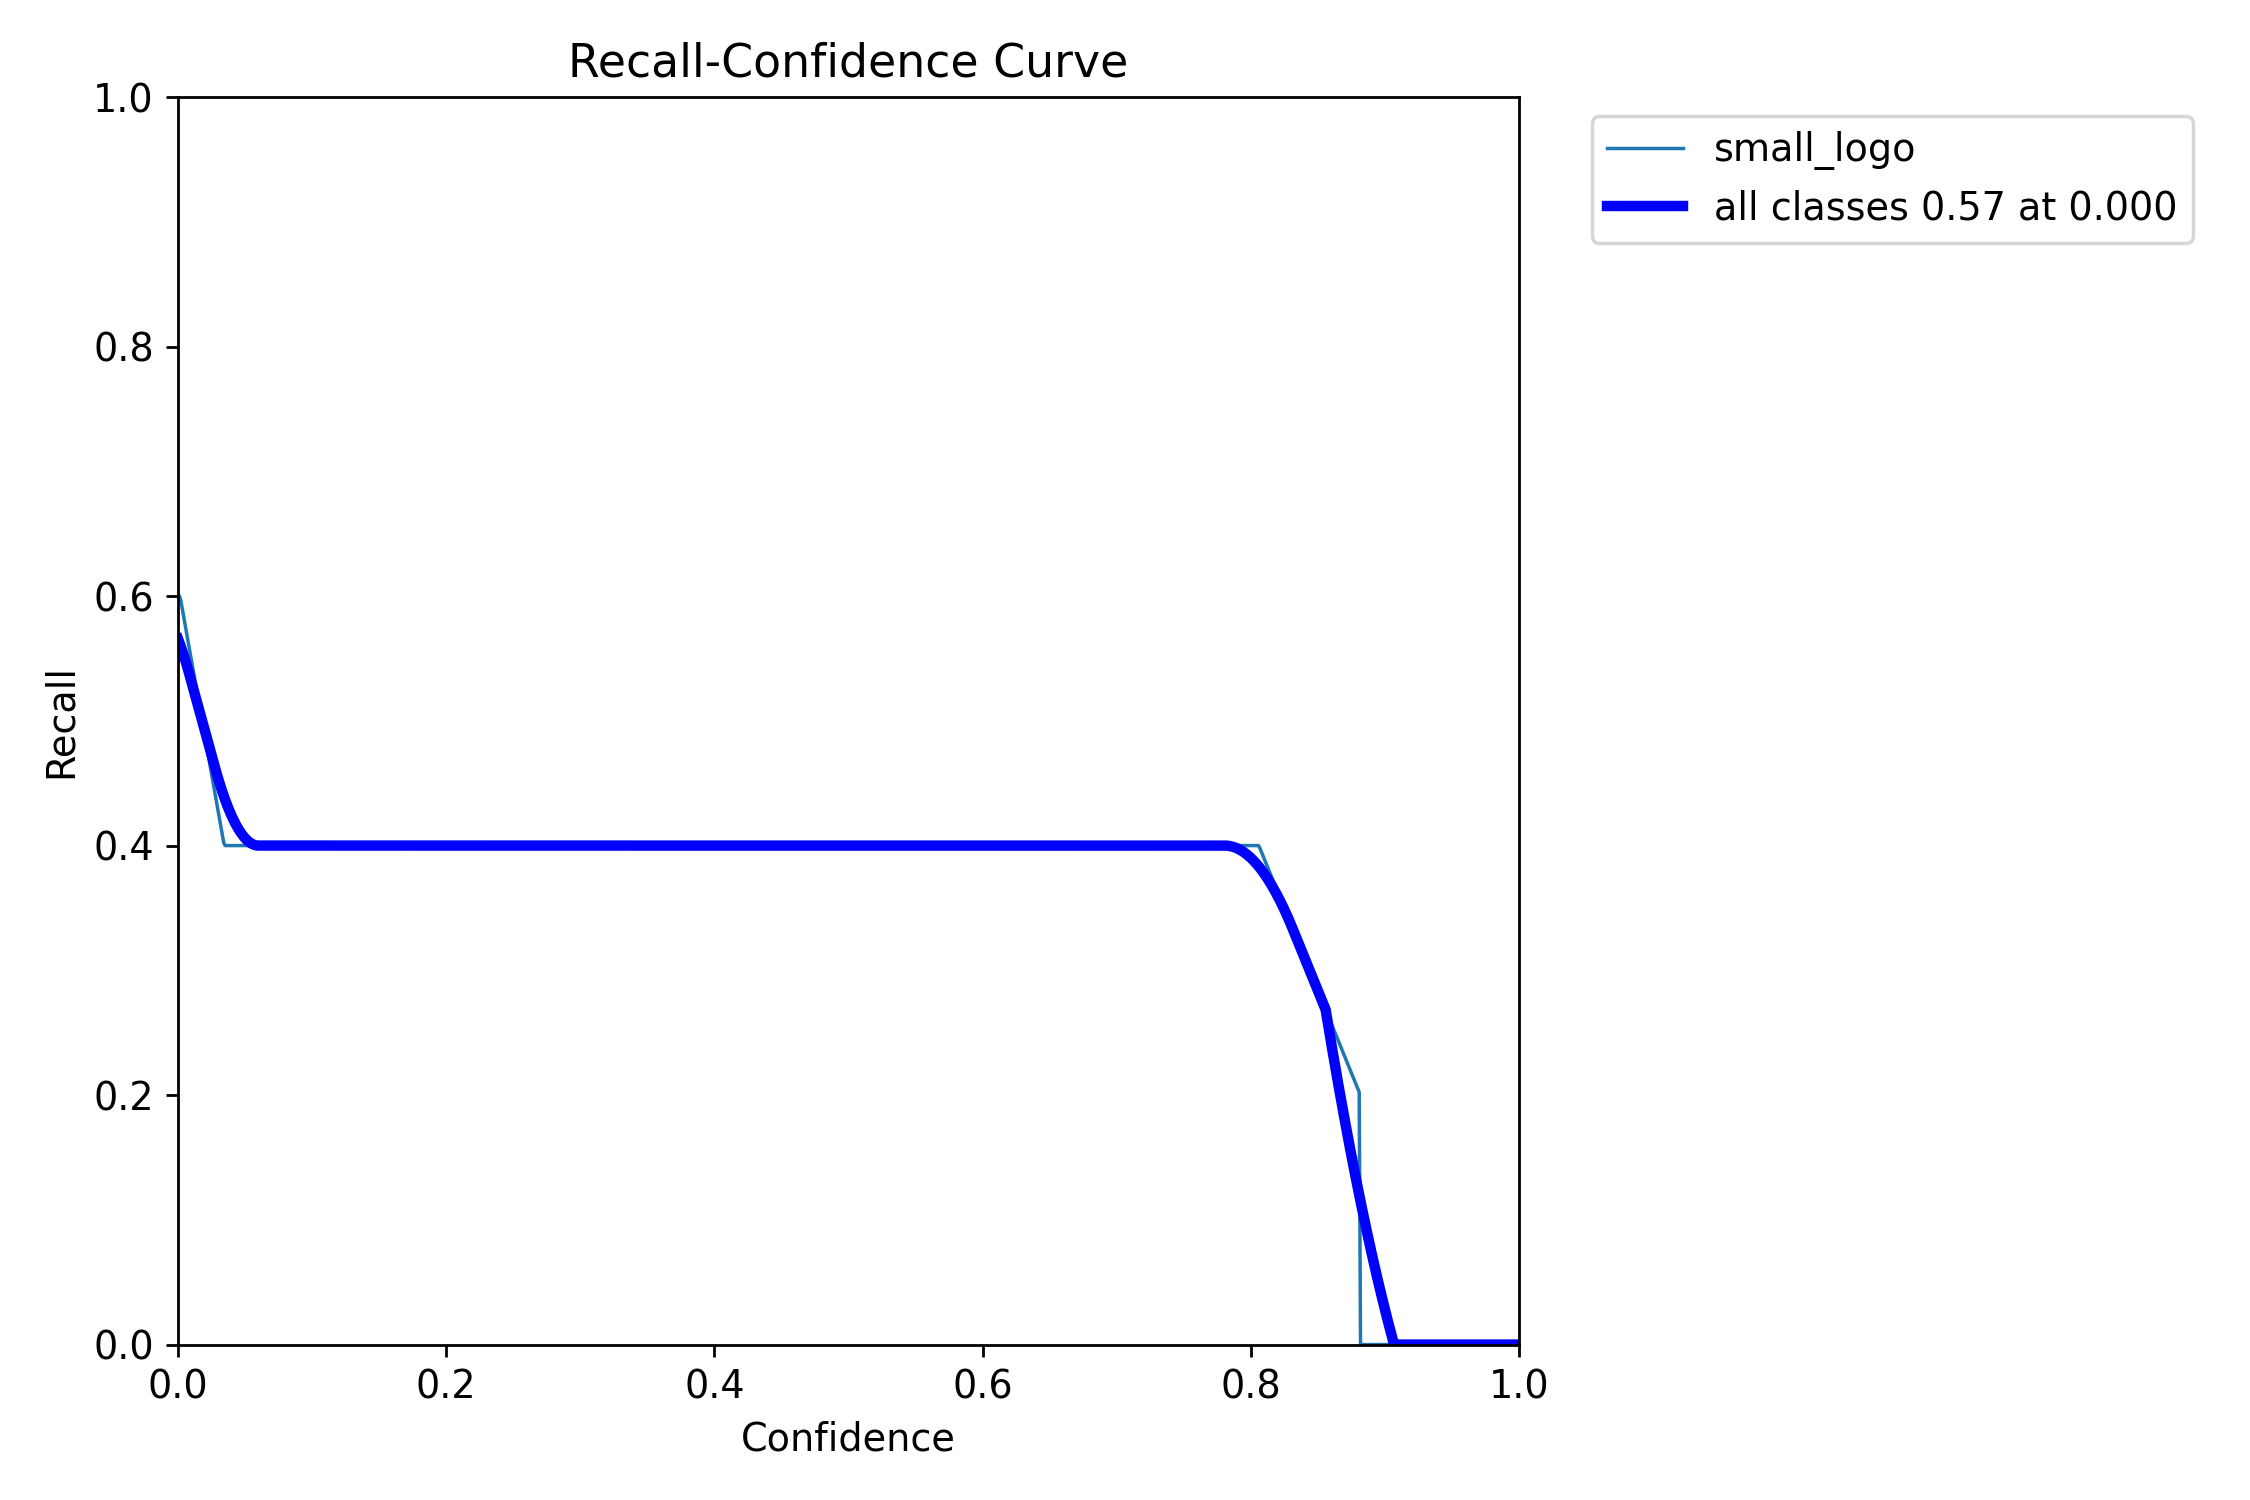 Recall-Confidence Curve
small_logo
all classes 0.57 at 0.000
1.0
0.8
0.6
0.4
0.2
0.0
Recall
0.0 0.2 0.4 0.6 0.8 1.0
Confidence